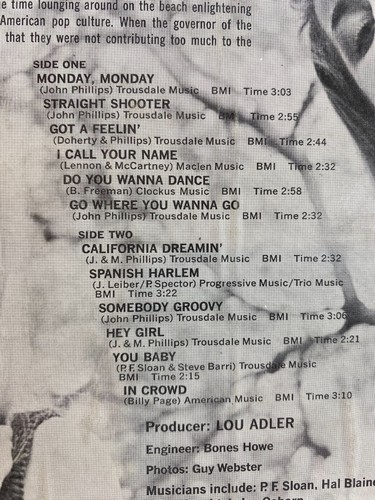 e time lounging around on the beach enlightening
American pop culture. When the governor of the
that they were not contributing too much to the
SIDE ONE
MONDAY, MONDAY
(John Phillips) Trousdale Music BMI Time 3:03
STRAIGHT SHOOTER
(John Phillips) Trousdale Music BMI Time 2:55
GOT A FEELIN'
(Doherty & Phillips) Trousdale Music BMI Time 2:44
I CALL YOUR NAME
(Lennon & McCartney) Maclen Music BMI Time 2:32
DO YOU WANNA DANCE
(B. Freeman) Clockus Music BMI Time 2:58
GO WHERE YOU WANNA GO
(John Phillips) Trousdale Music BMI Time 2:32
SIDE TWO
CALIFORNIA DREAMIN'
(J. & M. Phillips) Trousdale Music BMI Time 2:32
SPANISH HARLEM
(J. Leiber/P. Spector) Progressive Music/Trio Music
BMI Time 3:22
SOMEBODY GROOVY
(John Phillips) Trousdale Music BMI Time 3:06
HEY GIRL
(J. & M. Phillips) Trousdale Music BMI Time 2:21
YOU BABY
(P. F. Sloan & Steve Barri) Trousdale Music
BMI Time 2:15
IN CROWD
(Billy Page) American Music BMI Time 3:10
Producer: LOU ADLER
Engineer: Bones Howe
Photos: Guy Webster
Musicians include: P. F. Sloan, Hal Blaine
Osborn